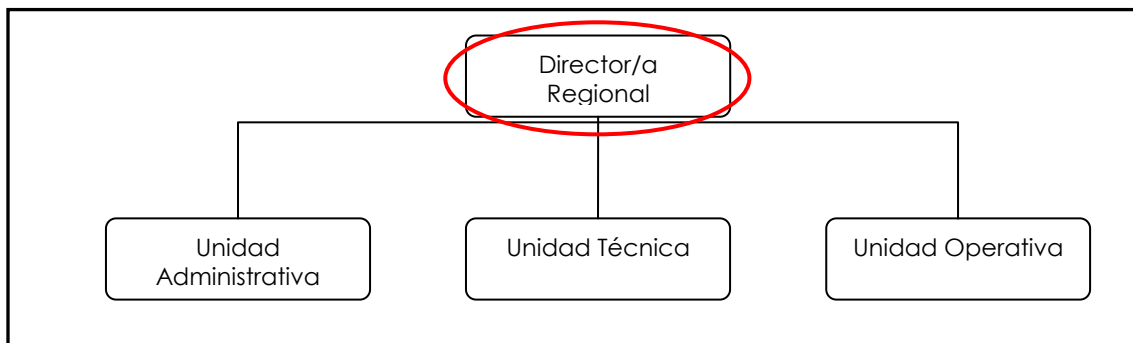 Director/a
Regional
Unidad
Administrativa
Unidad Técnica
Unidad Operativa